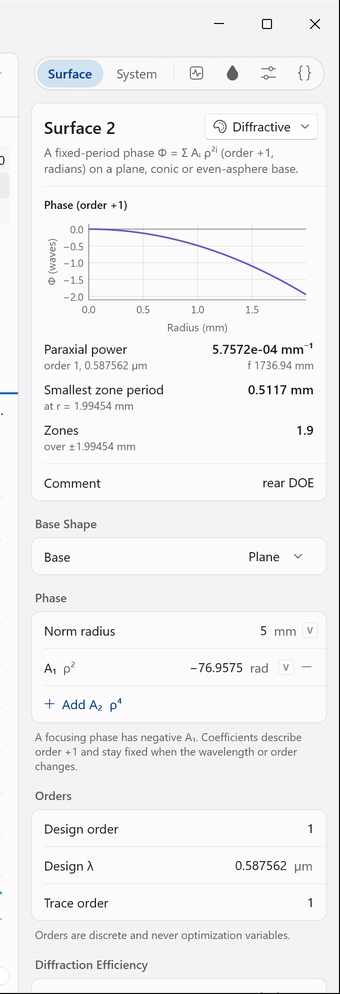 Surface System {}
0
Surface 2 Diffractive
A fixed-period phase Φ = Σ Aᵢ ρ²ⁱ (order +1,
radians) on a plane, conic or even-asphere base.
Phase (order +1)
Φ (waves)
0.0
−0.5
−1.0
−1.5
−2.0
0.0 0.5 1.0 1.5
Radius (mm)
Paraxial power 5.7572e-04 mm⁻¹
order 1, 0.587562 µm f 1736.94 mm
Smallest zone period 0.5117 mm
at r = 1.99454 mm
Zones 1.9
over ±1.99454 mm
Comment rear DOE
Base Shape
Base Plane
Phase
Norm radius 5 mm V
A₁ ρ² −76.9575 rad V
+ Add A₂ ρ⁴
A focusing phase has negative A₁. Coefficients describe
order +1 and stay fixed when the wavelength or order
changes.
Orders
Design order 1
Design λ 0.587562 µm
Trace order 1
Orders are discrete and never optimization variables.
Diffraction Efficiency